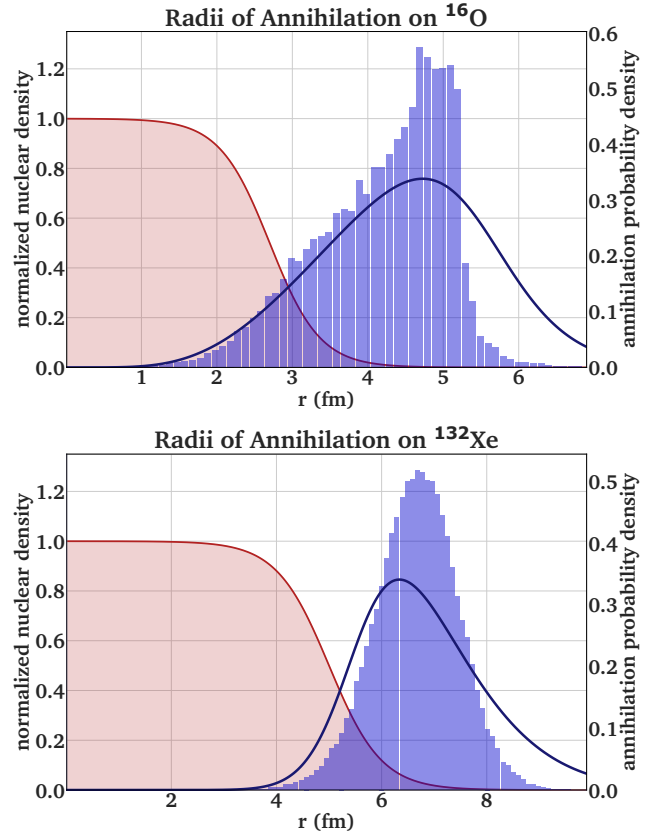 Radii of Annihilation on ¹⁶O
normalized nuclear density
1.2
1.0
0.8
0.6
0.4
0.2
0.0
0.6
0.5
0.4
0.3
0.2
0.1
0.0
annihilation probability density
1 2 3 4 5 6
r (fm)
Radii of Annihilation on ¹³²Xe
normalized nuclear density
1.2
1.0
0.8
0.6
0.4
0.2
0.0
0.5
0.4
0.3
0.2
0.1
0.0
annihilation probability density
2 4 6 8
r (fm)